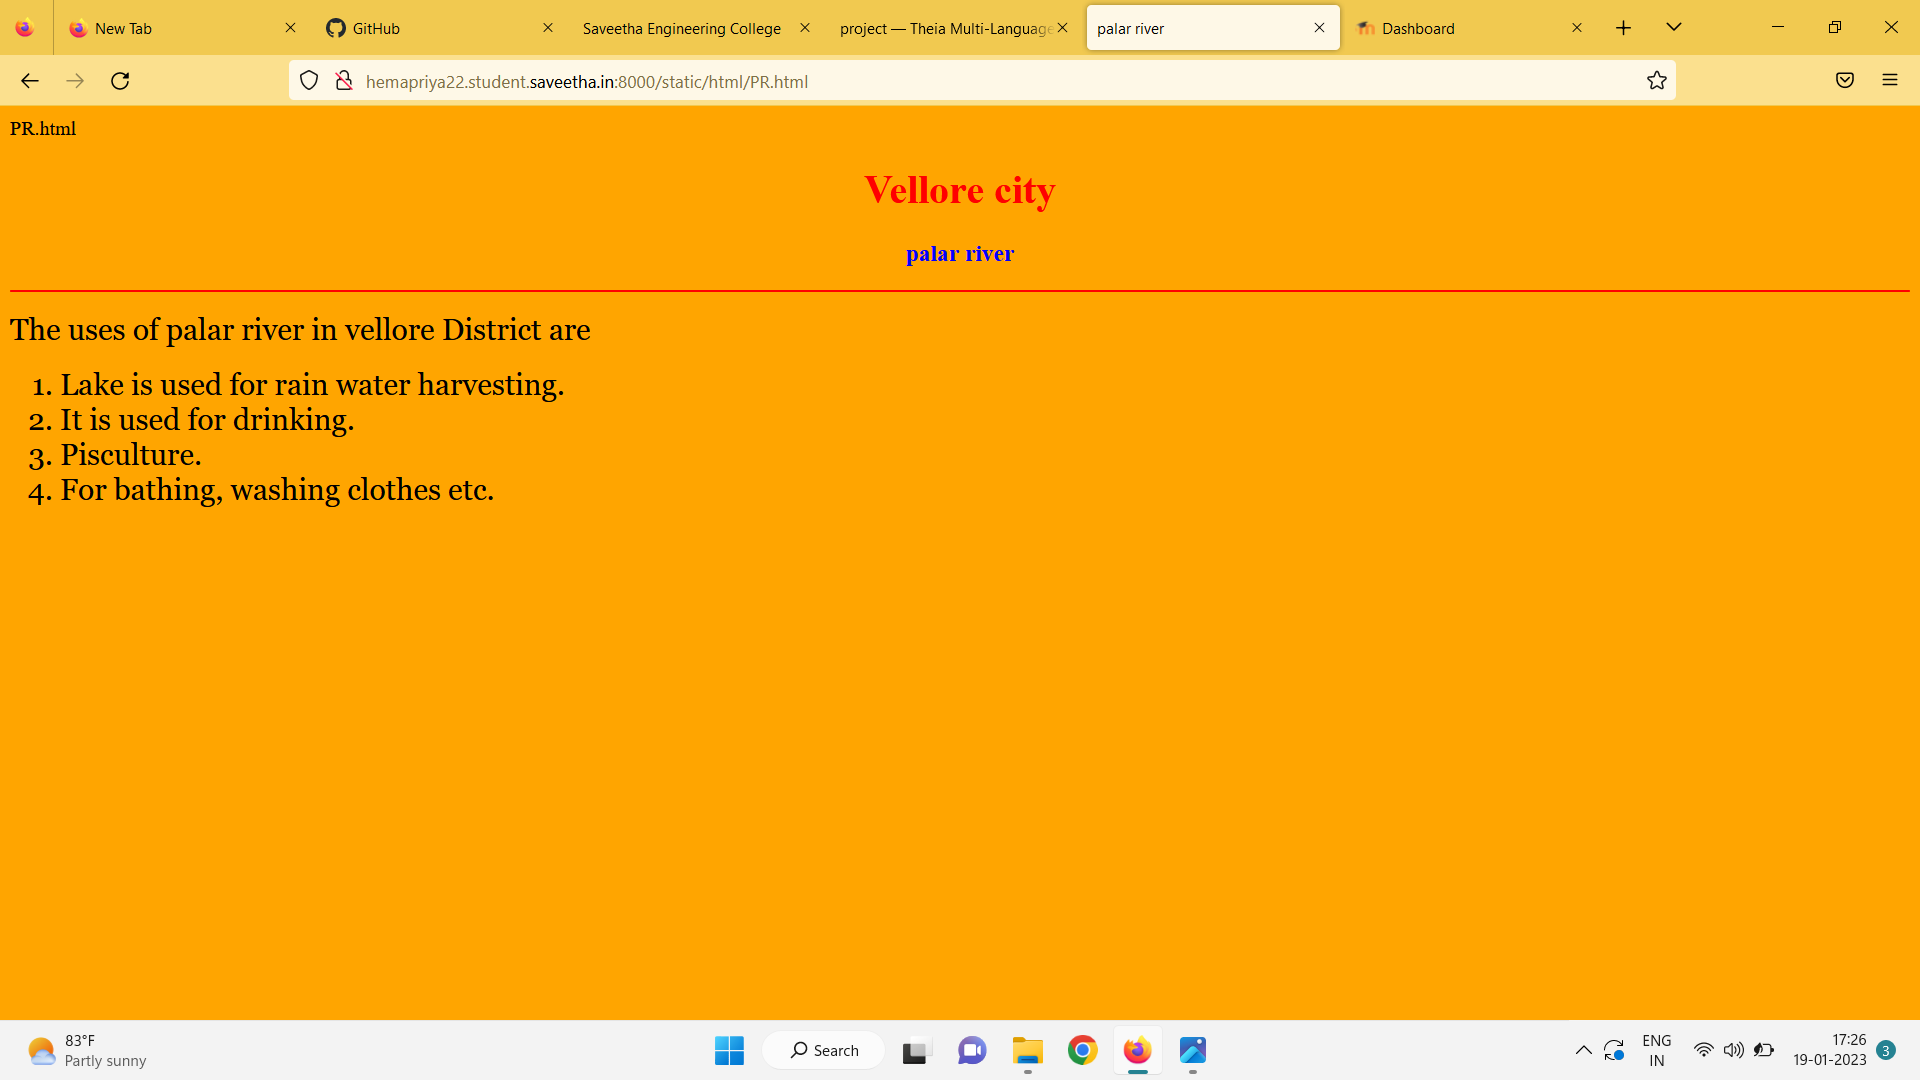 New Tab
GitHub
Saveetha Engineering College
project — Theia Multi-Language
palar river
Dashboard
hemapriya22.student.saveetha.in:8000/static/html/PR.html
PR.html
Vellore city
palar river
The uses of palar river in vellore District are
1. Lake is used for rain water harvesting.
2. It is used for drinking.
3. Pisculture.
4. For bathing, washing clothes etc.
83°F
Partly sunny
Search
ENG
IN
17:26
19-01-2023
3